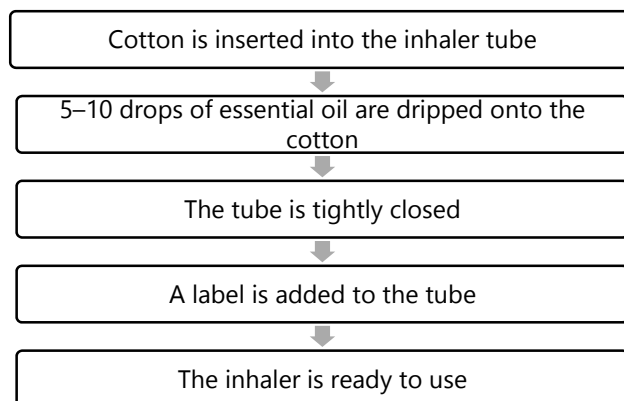 Cotton is inserted into the inhaler tube
5–10 drops of essential oil are dripped onto the
cotton
The tube is tightly closed
A label is added to the tube
The inhaler is ready to use